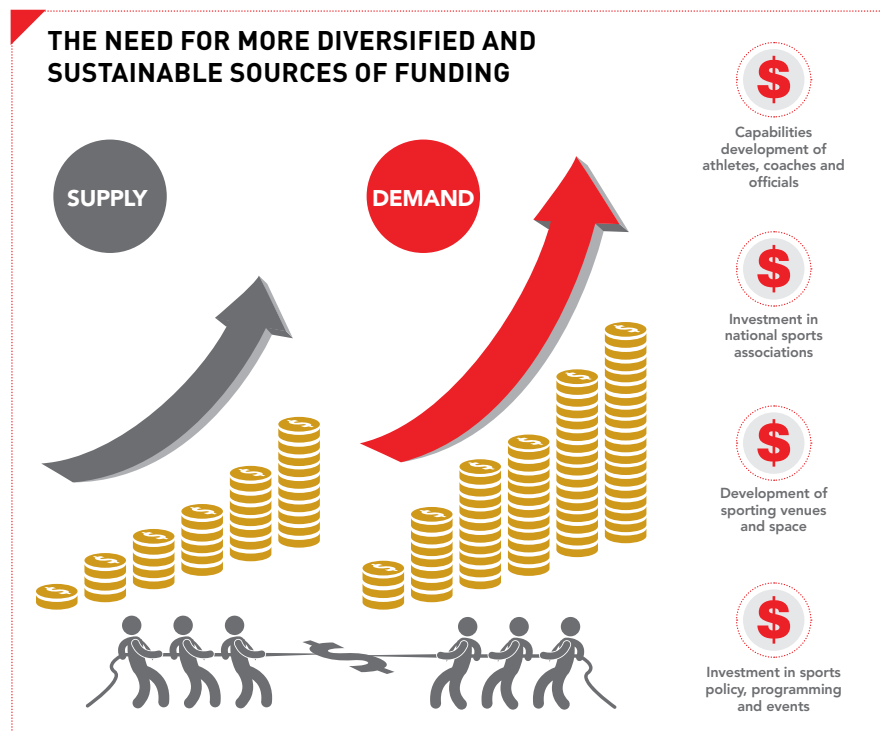 THE NEED FOR MORE DIVERSIFIED AND
SUSTAINABLE SOURCES OF FUNDING
SUPPLY
DEMAND
$
Capabilities
development of
athletes, coaches and
officials
$
Investment in
national sports
associations
$
Development of
sporting venues
and space
$
Investment in sports
policy, programming
and events